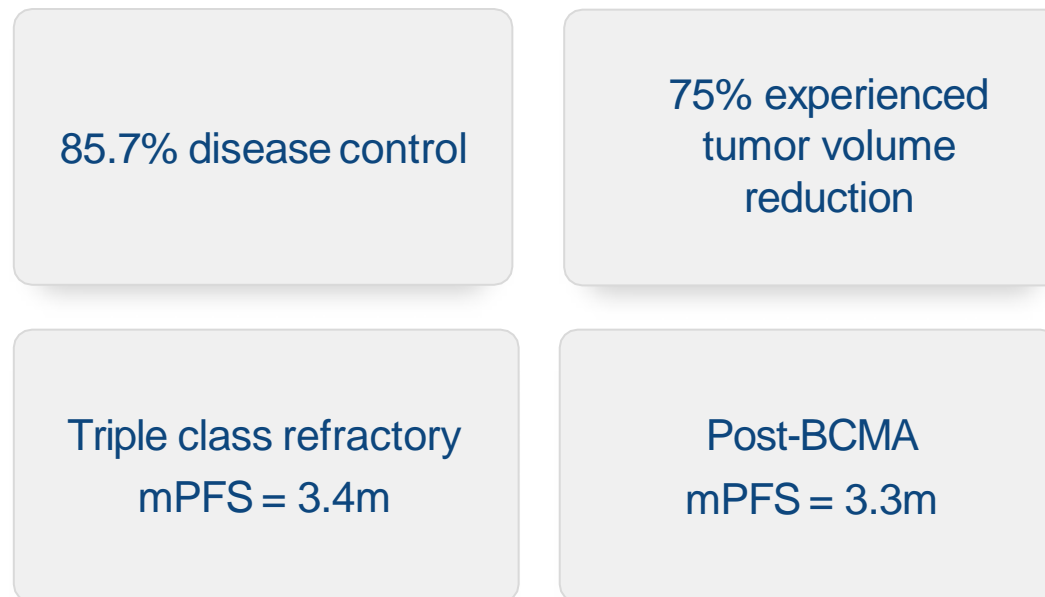 85.7% disease control
75% experienced
tumor volume
reduction
Triple class refractory
mPFS = 3.4m
Post-BCMA
mPFS = 3.3m